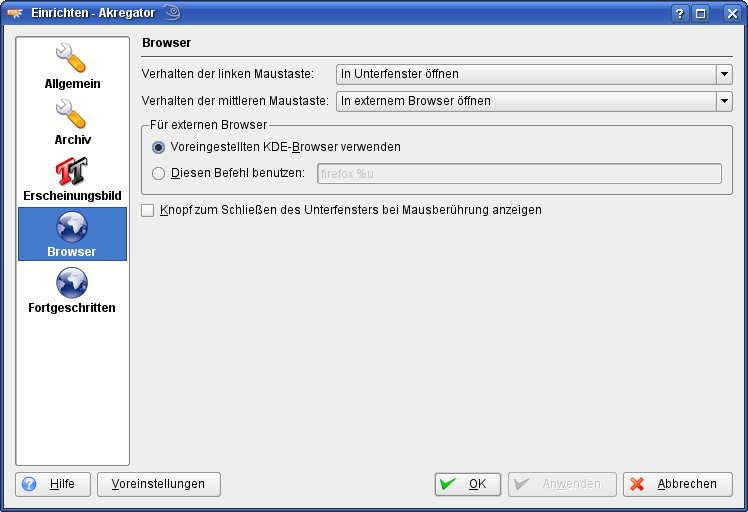 Einrichten - Akregator
Allgemein
Archiv
Erscheinungsbild
Browser
Fortgeschritten
Browser
Verhalten der linken Maustaste: In Unterfenster öffnen
Verhalten der mittleren Maustaste: In externem Browser öffnen
Für externen Browser
Voreingestellten KDE-Browser verwenden
Diesen Befehl benutzen: firefox %u
Knopf zum Schließen des Unterfensters bei Mausberührung anzeigen
Hilfe Voreinstellungen OK Anwenden Abbrechen